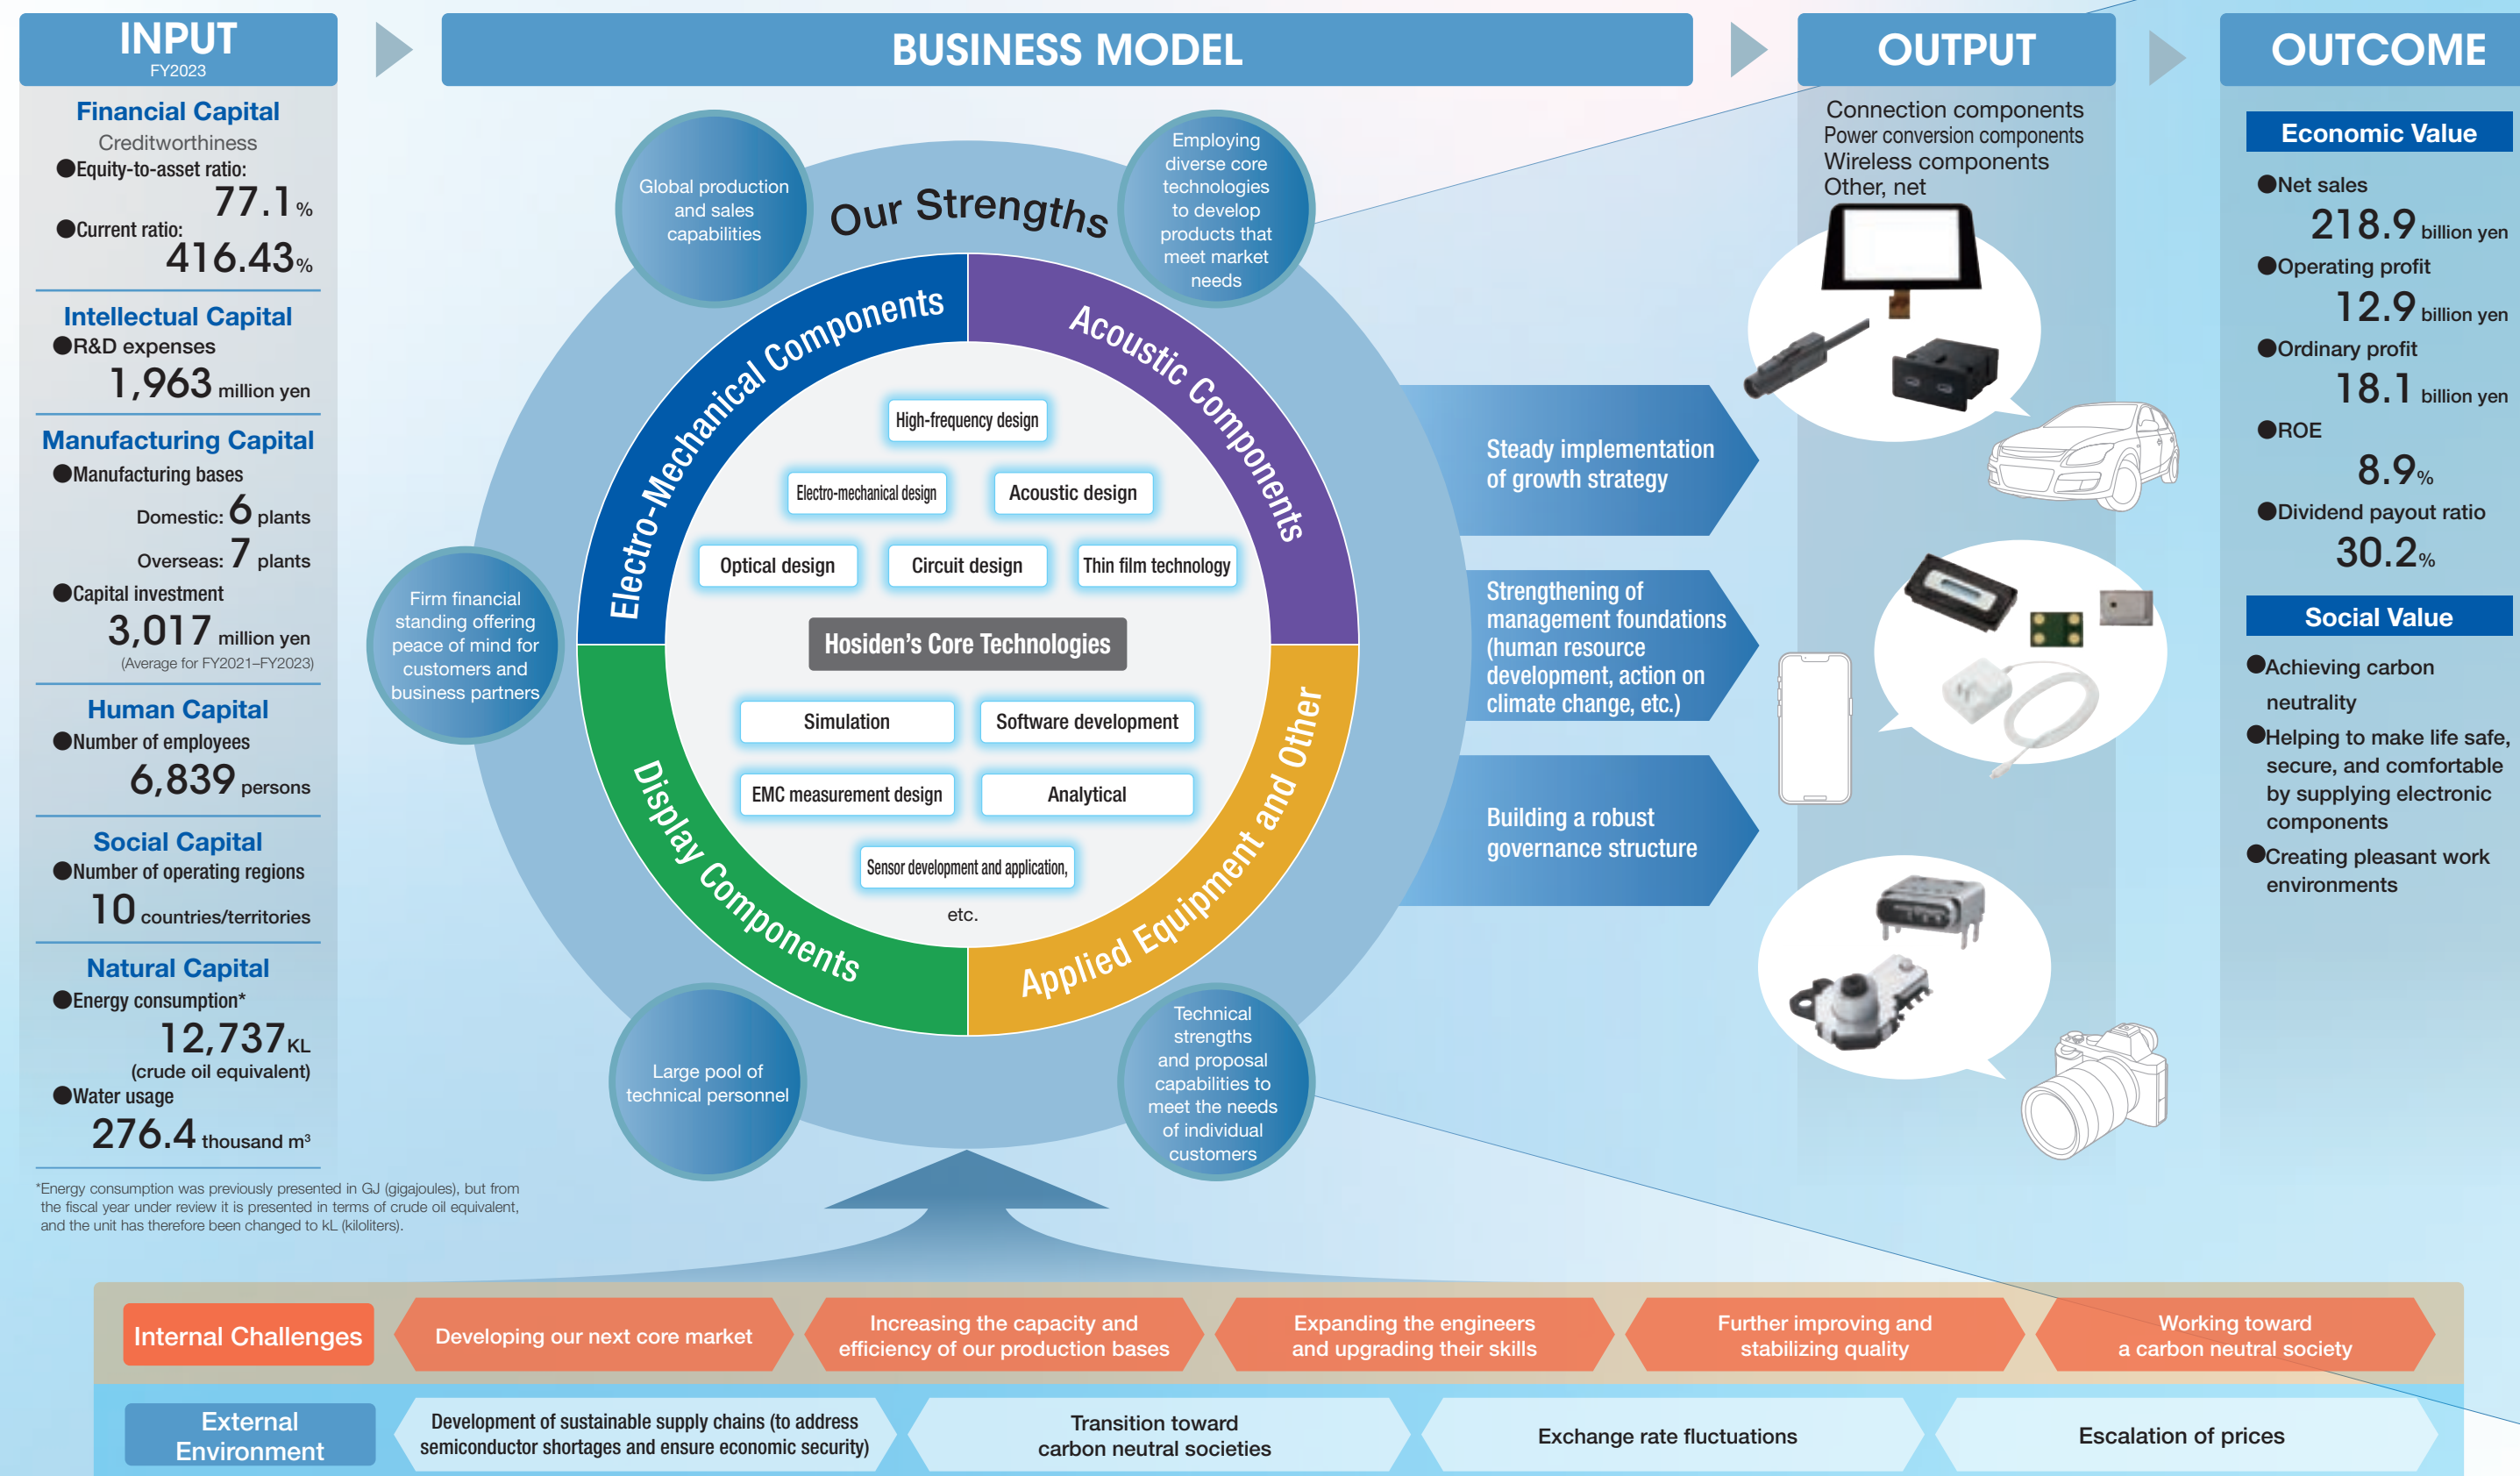 INPUT
FY2023
Financial Capital
Creditworthiness
●Equity-to-asset ratio:
77.1%
●Current ratio:
416.43%
Intellectual Capital
●R&D expenses
1,963 million yen
Manufacturing Capital
●Manufacturing bases
Domestic: 6 plants
Overseas: 7 plants
●Capital investment
3,017 million yen
(Average for FY2021–FY2023)
Human Capital
●Number of employees
6,839 persons
Social Capital
●Number of operating regions
10 countries/territories
Natural Capital
●Energy consumption*
12,737 KL
(crude oil equivalent)
●Water usage
276.4 thousand m³
*Energy consumption was previously presented in GJ (gigajoules), but from
the fiscal year under review it is presented in terms of crude oil equivalent,
and the unit has therefore been changed to kL (kiloliters).
BUSINESS MODEL
Our Strengths
Global production
and sales
capabilities
Employing
diverse core
technologies
to develop
products that
meet market
needs
Firm financial
standing offering
peace of mind for
customers and
business partners
Large pool of
technical personnel
Technical
strengths
and proposal
capabilities to
meet the needs
of individual
customers
Electro-Mechanical Components
Acoustic Components
Display Components
Applied Equipment and Other
High-frequency design
Electro-mechanical design
Acoustic design
Optical design
Circuit design
Thin film technology
Hosiden's Core Technologies
Simulation
Software development
EMC measurement design
Analytical
Sensor development and application,
etc.
Steady implementation
of growth strategy
Strengthening of
management foundations
(human resource
development, action on
climate change, etc.)
Building a robust
governance structure
OUTPUT
Connection components
Power conversion components
Wireless components
Other, net
OUTCOME
Economic Value
●Net sales
218.9 billion yen
●Operating profit
12.9 billion yen
●Ordinary profit
18.1 billion yen
●ROE
8.9%
●Dividend payout ratio
30.2%
Social Value
●Achieving carbon
neutrality
●Helping to make life safe,
secure, and comfortable
by supplying electronic
components
●Creating pleasant work
environments
Internal Challenges
Developing our next core market
Increasing the capacity and
efficiency of our production bases
Expanding the engineers
and upgrading their skills
Further improving and
stabilizing quality
Working toward
a carbon neutral society
External
Environment
Development of sustainable supply chains (to address
semiconductor shortages and ensure economic security)
Transition toward
carbon neutral societies
Exchange rate fluctuations
Escalation of prices